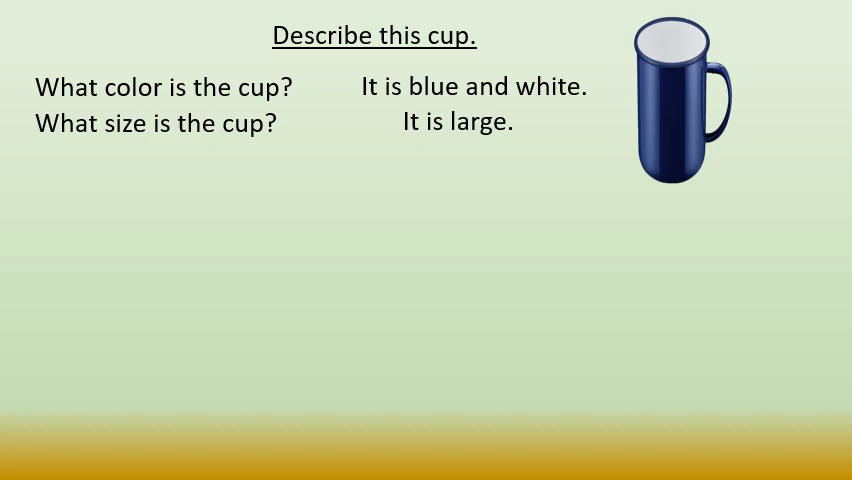 Describe this cup.
What color is the cup? It is blue and white.
What size is the cup? It is large.